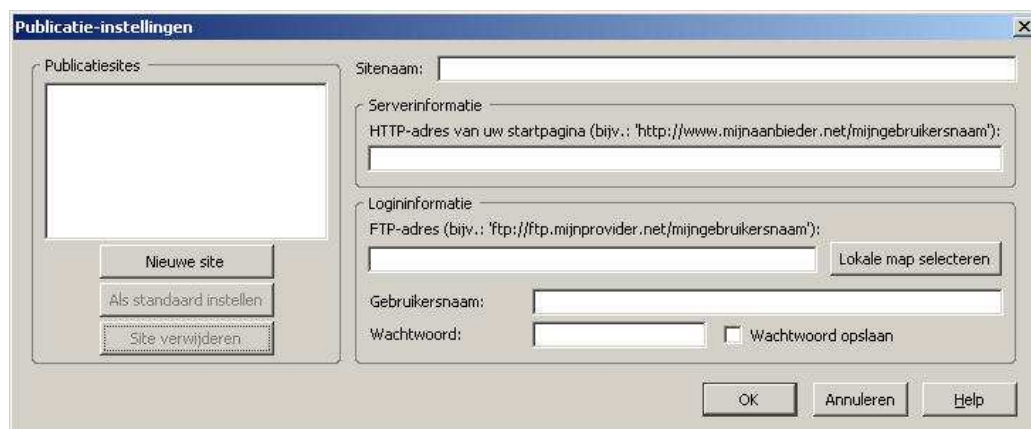 Publicatie-instellingen
Publicatiesites
Nieuwe site
Als standaard instellen
Site verwijderen
Sitenaam:
Serverinformatie
HTTP-adres van uw startpagina (bijv.: 'http://www.mijnaanbieder.net/mijngebruikersnaam'):
Logininformatie
FTP-adres (bijv.: 'ftp://ftp.mijnprovider.net/mijngebruikersnaam'):
Lokale map selecteren
Gebruikersnaam:
Wachtwoord:
Wachtwoord opslaan
OK
Annuleren
Help